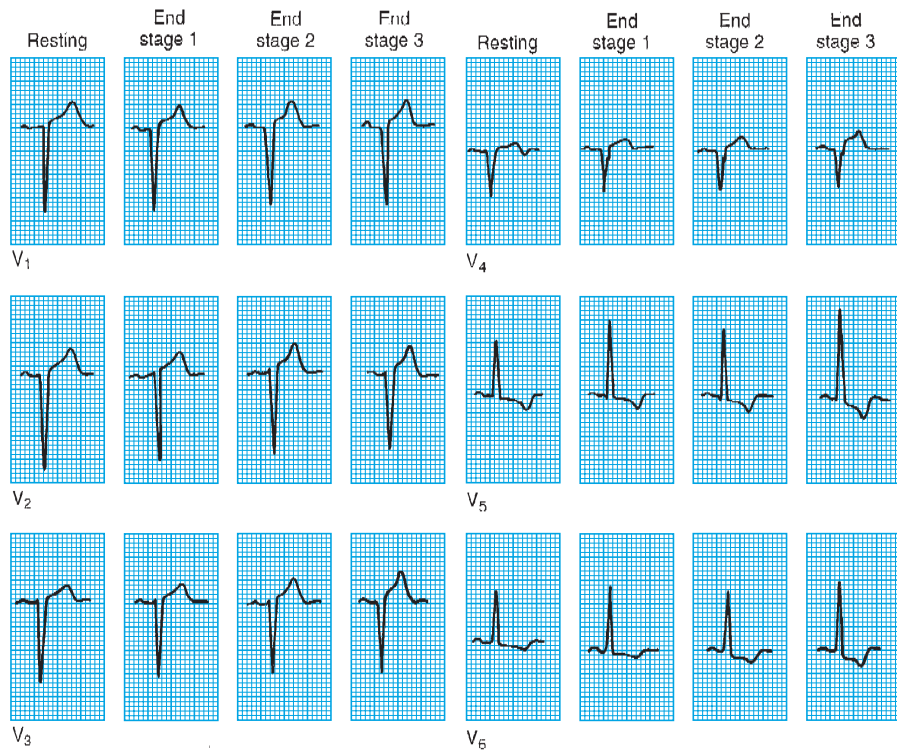 Resting
End
stage 1
End
stage 2
End
stage 3
Resting
End
stage 1
End
stage 2
End
stage 3
V1
V4
V2
V5
V3
V6